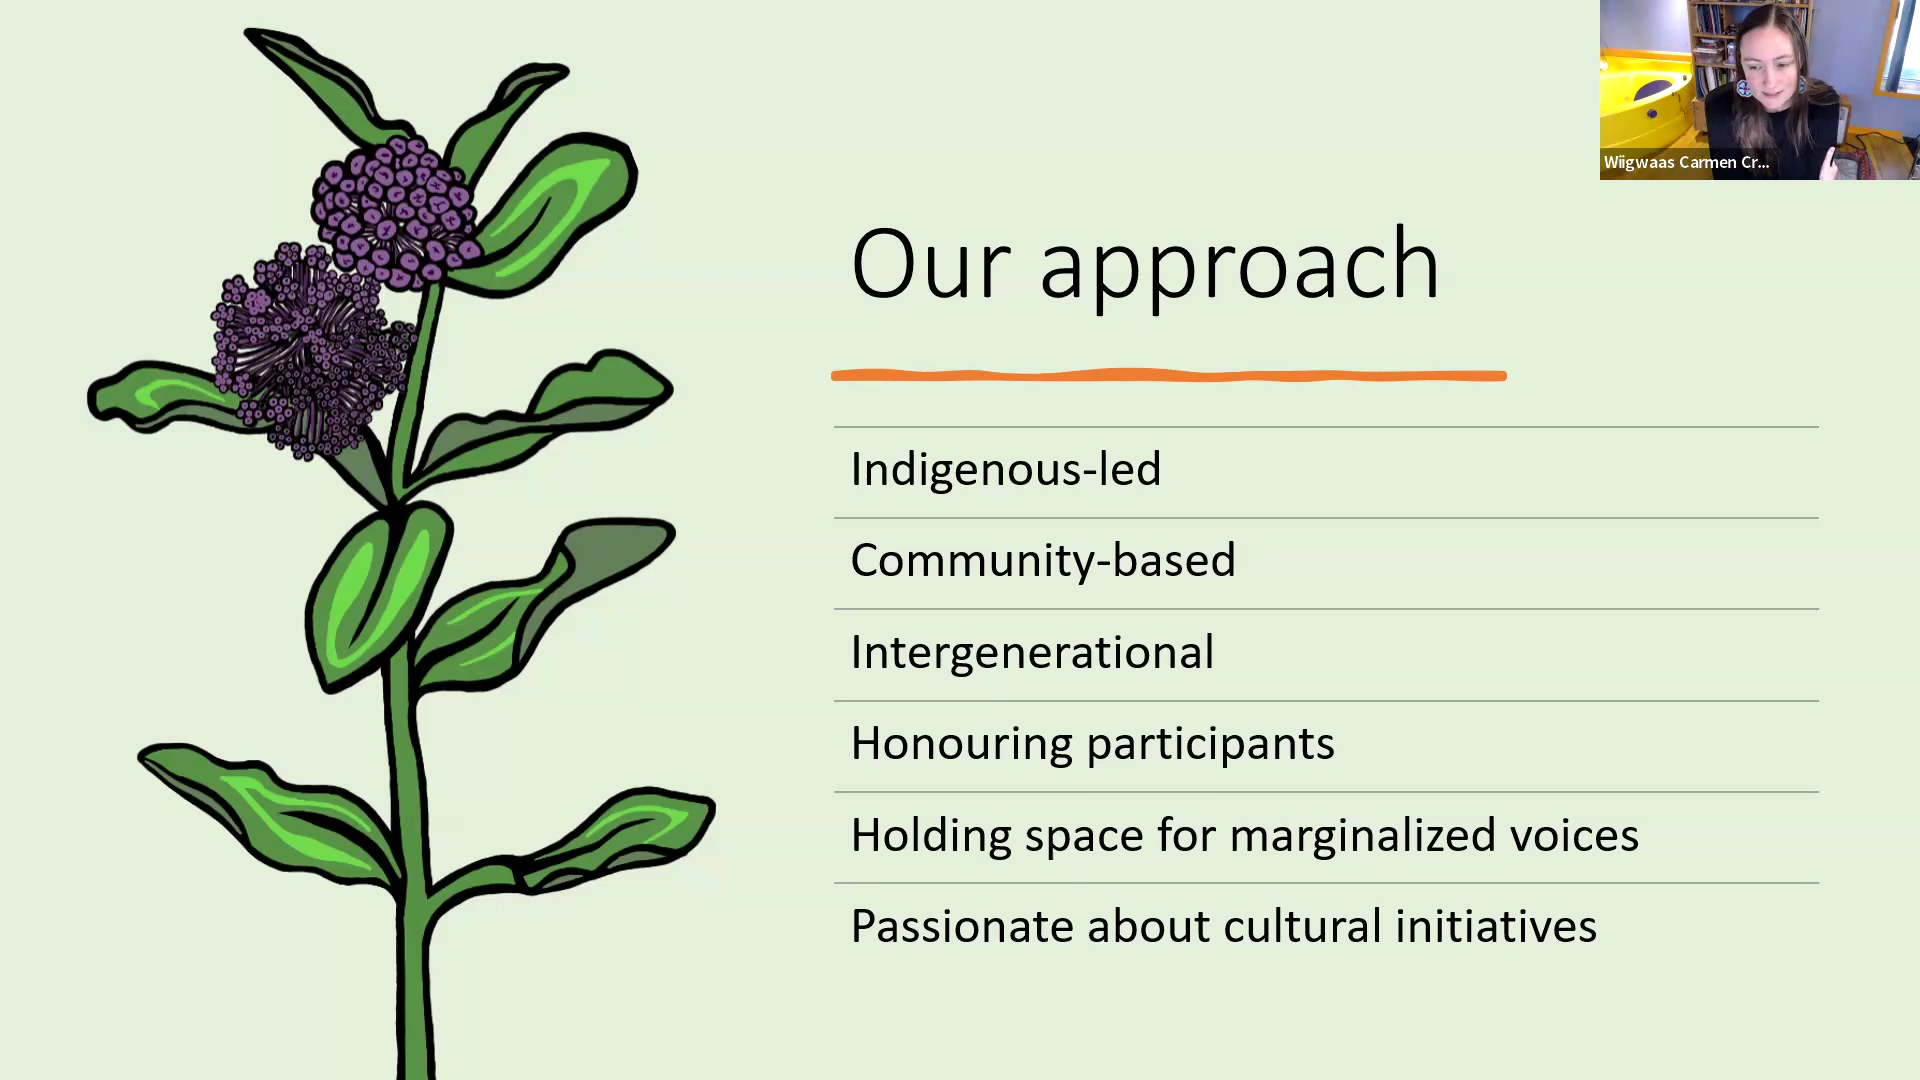 Wiigwaas Carmen Cr...
Our approach
Indigenous-led
Community-based
Intergenerational
Honouring participants
Holding space for marginalized voices
Passionate about cultural initiatives